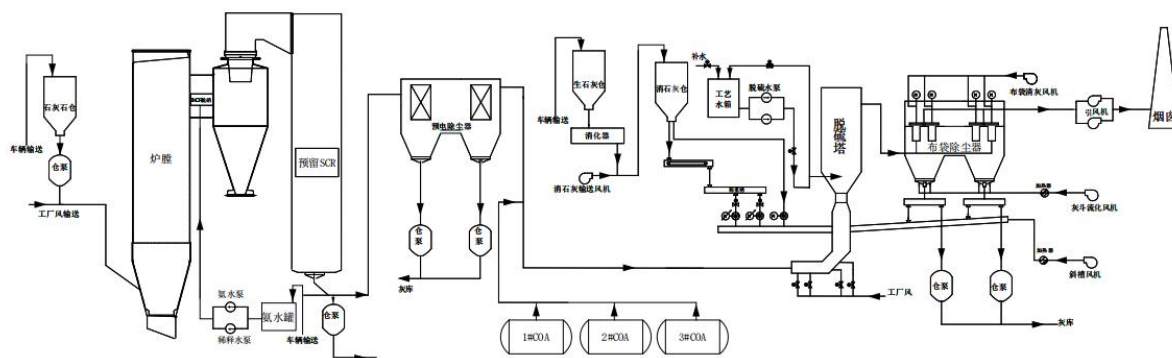 石灰石仓
车辆输送
仓泵
工厂风输送
炉膛
预留SCR
氨水泵
稀释水泵
氨水罐
车辆输送
仓泵
预电除尘器
仓泵
仓泵
灰库
1#COA
2#COA
3#COA
车辆输送
生石灰仓
消化器
消石灰输送风机
消石灰仓
补水
工艺水箱
脱硫水泵
脱硫塔
工厂风
布袋除尘器
布袋清灰风机
引风机
烟囱
加热器
灰斗流化风机
加热器
斜槽风机
仓泵
仓泵
灰库